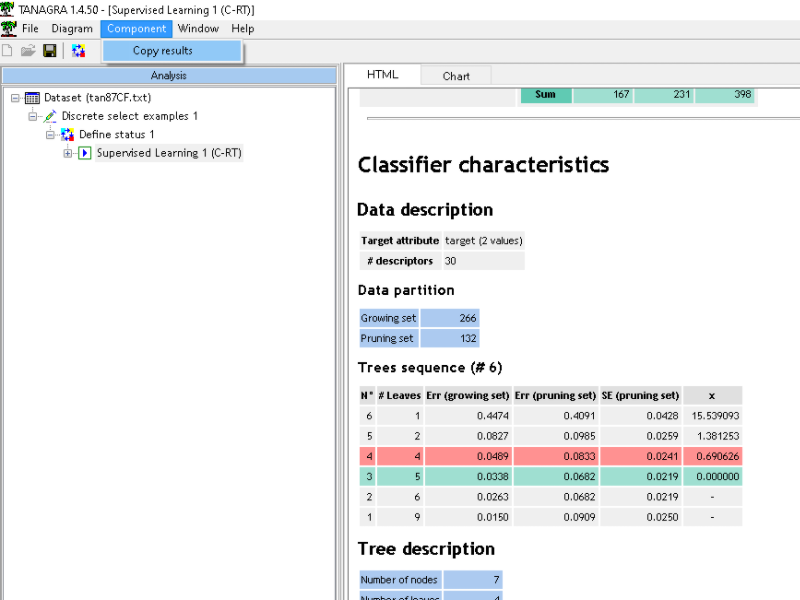 TANAGRA 1.4.50 - [Supervised Learning 1 (C-RT)]
File Diagram Component Window Help
Copy results
Analysis
Dataset (tan87CF.txt)
Discrete select examples 1
Define status 1
Supervised Learning 1 (C-RT)
HTML Chart
Sum 167 231 398
Classifier characteristics
Data description
Target attribute target (2 values)
# descriptors 30
Data partition
Growing set 266
Pruning set 132
Trees sequence (# 6)
N° # Leaves Err (growing set) Err (pruning set) SE (pruning set) x
6 1 0.4474 0.4091 0.0428 15.539093
5 2 0.0827 0.0985 0.0259 1.381253
4 4 0.0489 0.0833 0.0241 0.690626
3 5 0.0338 0.0682 0.0219 0.000000
2 6 0.0263 0.0682 0.0219 -
1 9 0.0150 0.0909 0.0250 -
Tree description
Number of nodes 7
Number of leaves 4